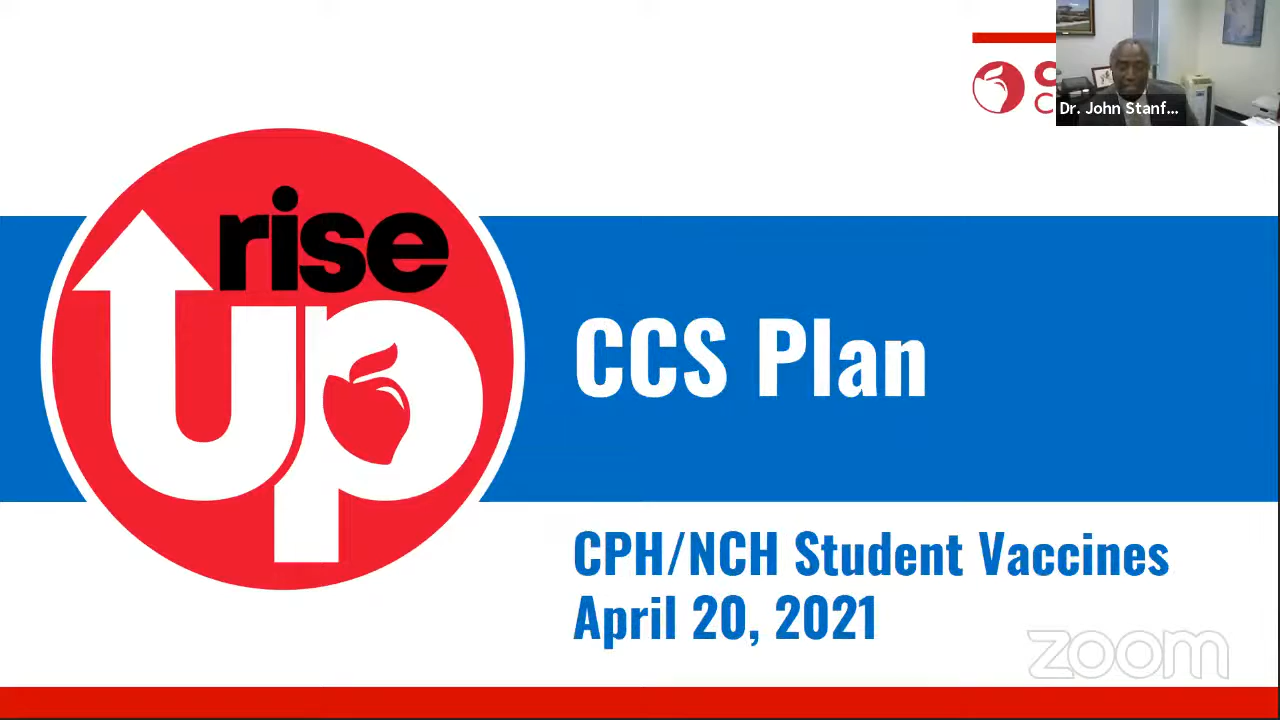 Dr. John Stanf...
rise
up
CCS Plan
CPH/NCH Student Vaccines
April 20, 2021
zoom